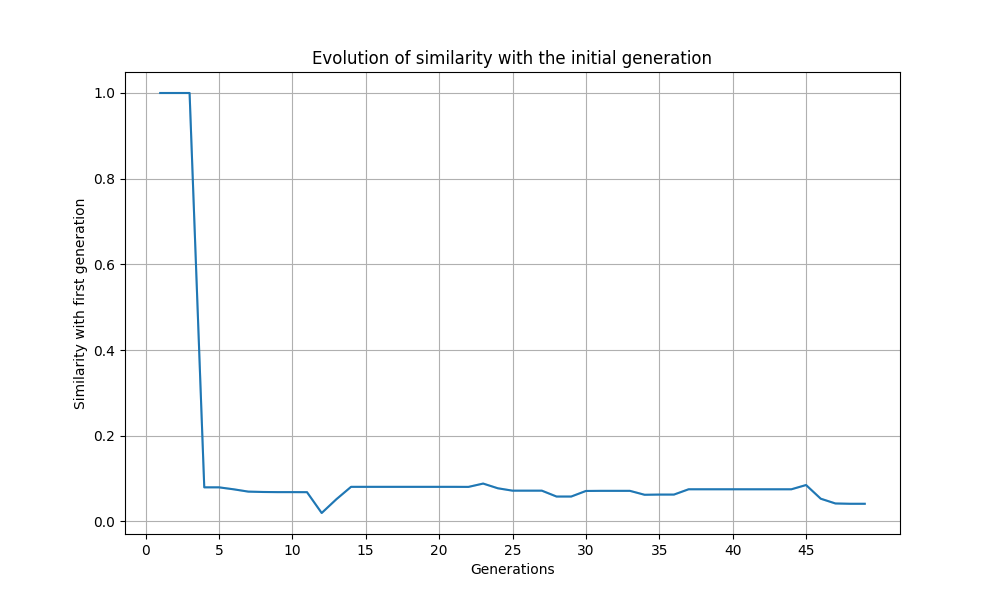 Evolution of similarity with the initial generation
1.0
0.8
0.6
0.4
0.2
0.0
Similarity with first generation
0 5 10 15 20 25 30 35 40 45
Generations